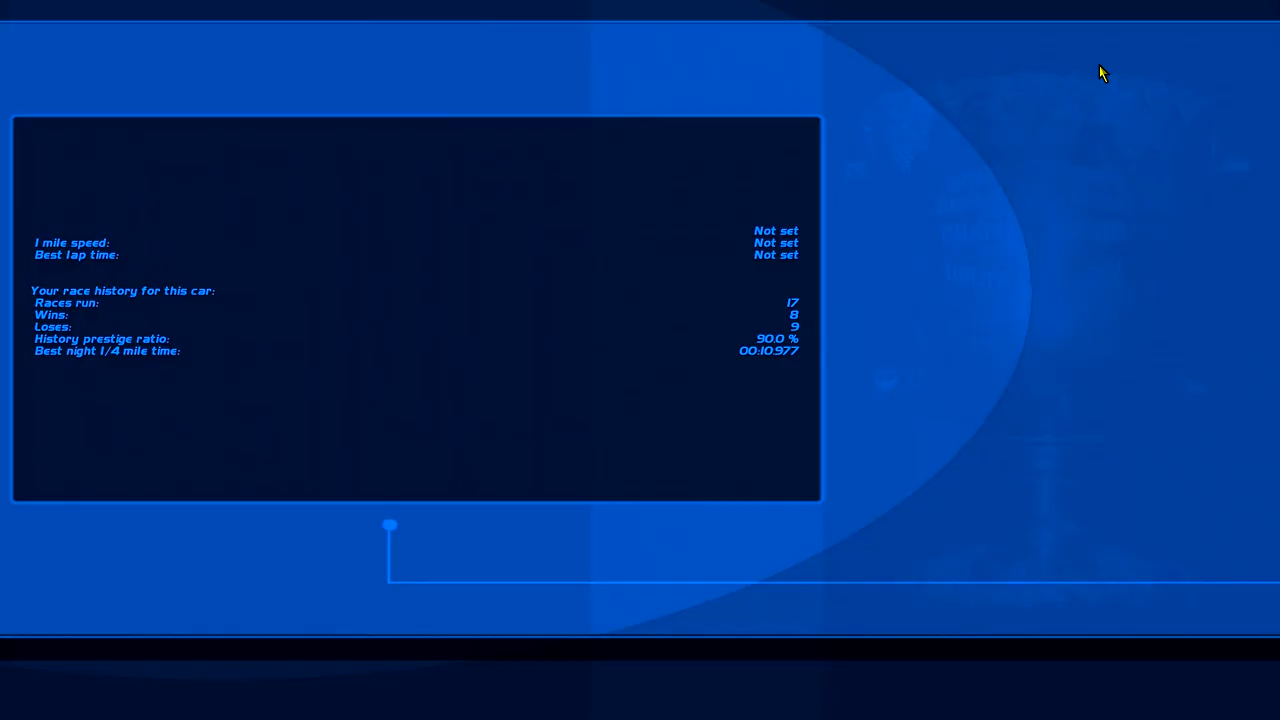 Not set
1 mile speed: Not set
Best lap time: Not set
Your race history for this car:
Races run: 17
Wins: 8
Loses: 9
History prestige ratio: 90.0 %
Best night 1/4 mile time: 00:10.977